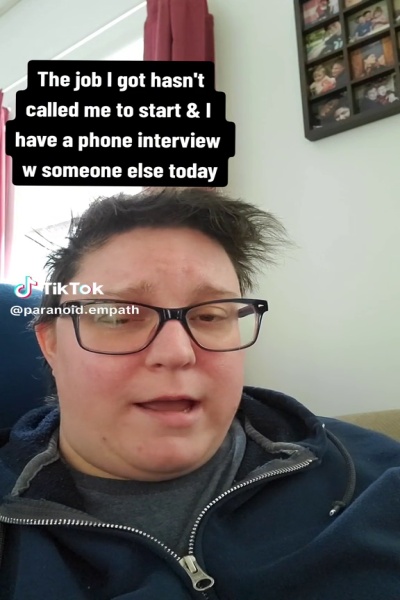 The job I got hasn't
called me to start & I
have a phone interview
w someone else today
TikTok
@paranoid.empath